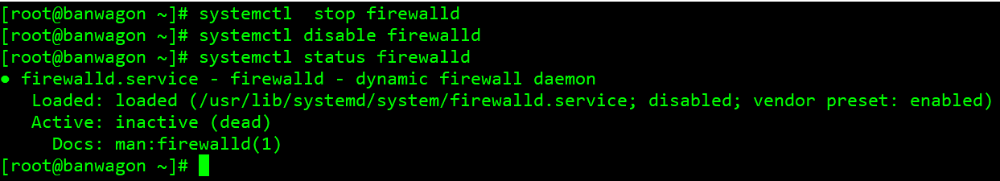 [root@banwagon ~]# systemctl  stop firewalld
[root@banwagon ~]# systemctl disable firewalld
[root@banwagon ~]# systemctl status firewalld
● firewalld.service - firewalld - dynamic firewall daemon
   Loaded: loaded (/usr/lib/systemd/system/firewalld.service; disabled; vendor preset: enabled)
   Active: inactive (dead)
     Docs: man:firewalld(1)
[root@banwagon ~]#